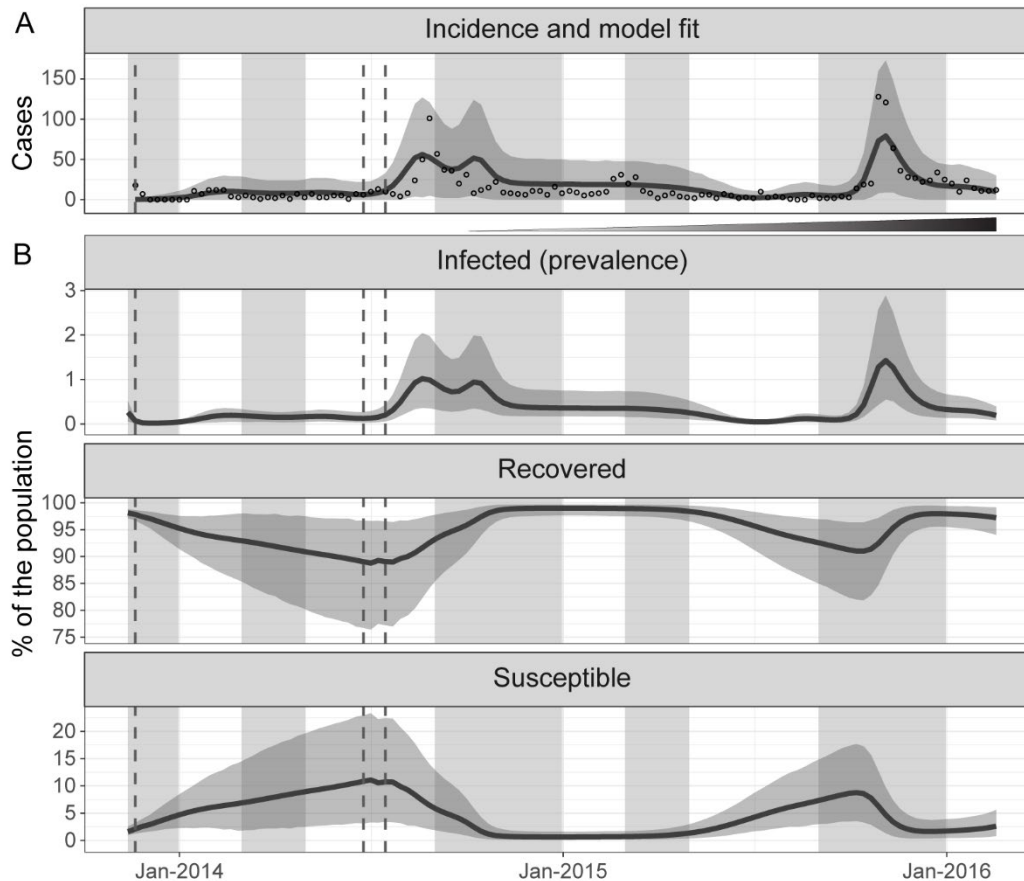 A
Incidence and model fit
Cases
150
100
50
0
B
Infected (prevalence)
3
2
1
0
% of the population
Recovered
100
95
90
85
80
75
Susceptible
20
15
10
5
0
Jan-2014
Jan-2015
Jan-2016